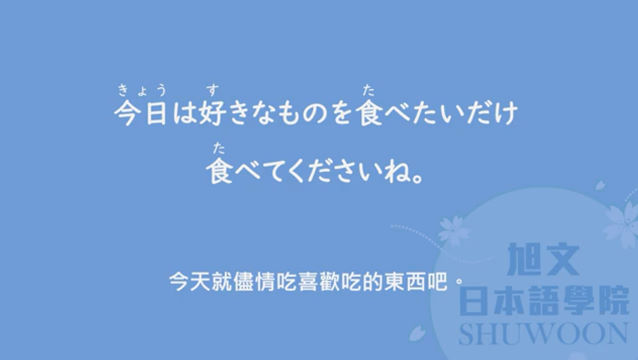 きょう す た
今日は好きなものを食べたいだけ
た
食べてくださいね。
今天就儘情吃喜歡吃的東西吧。
旭文
日本語學院
SHUWOON